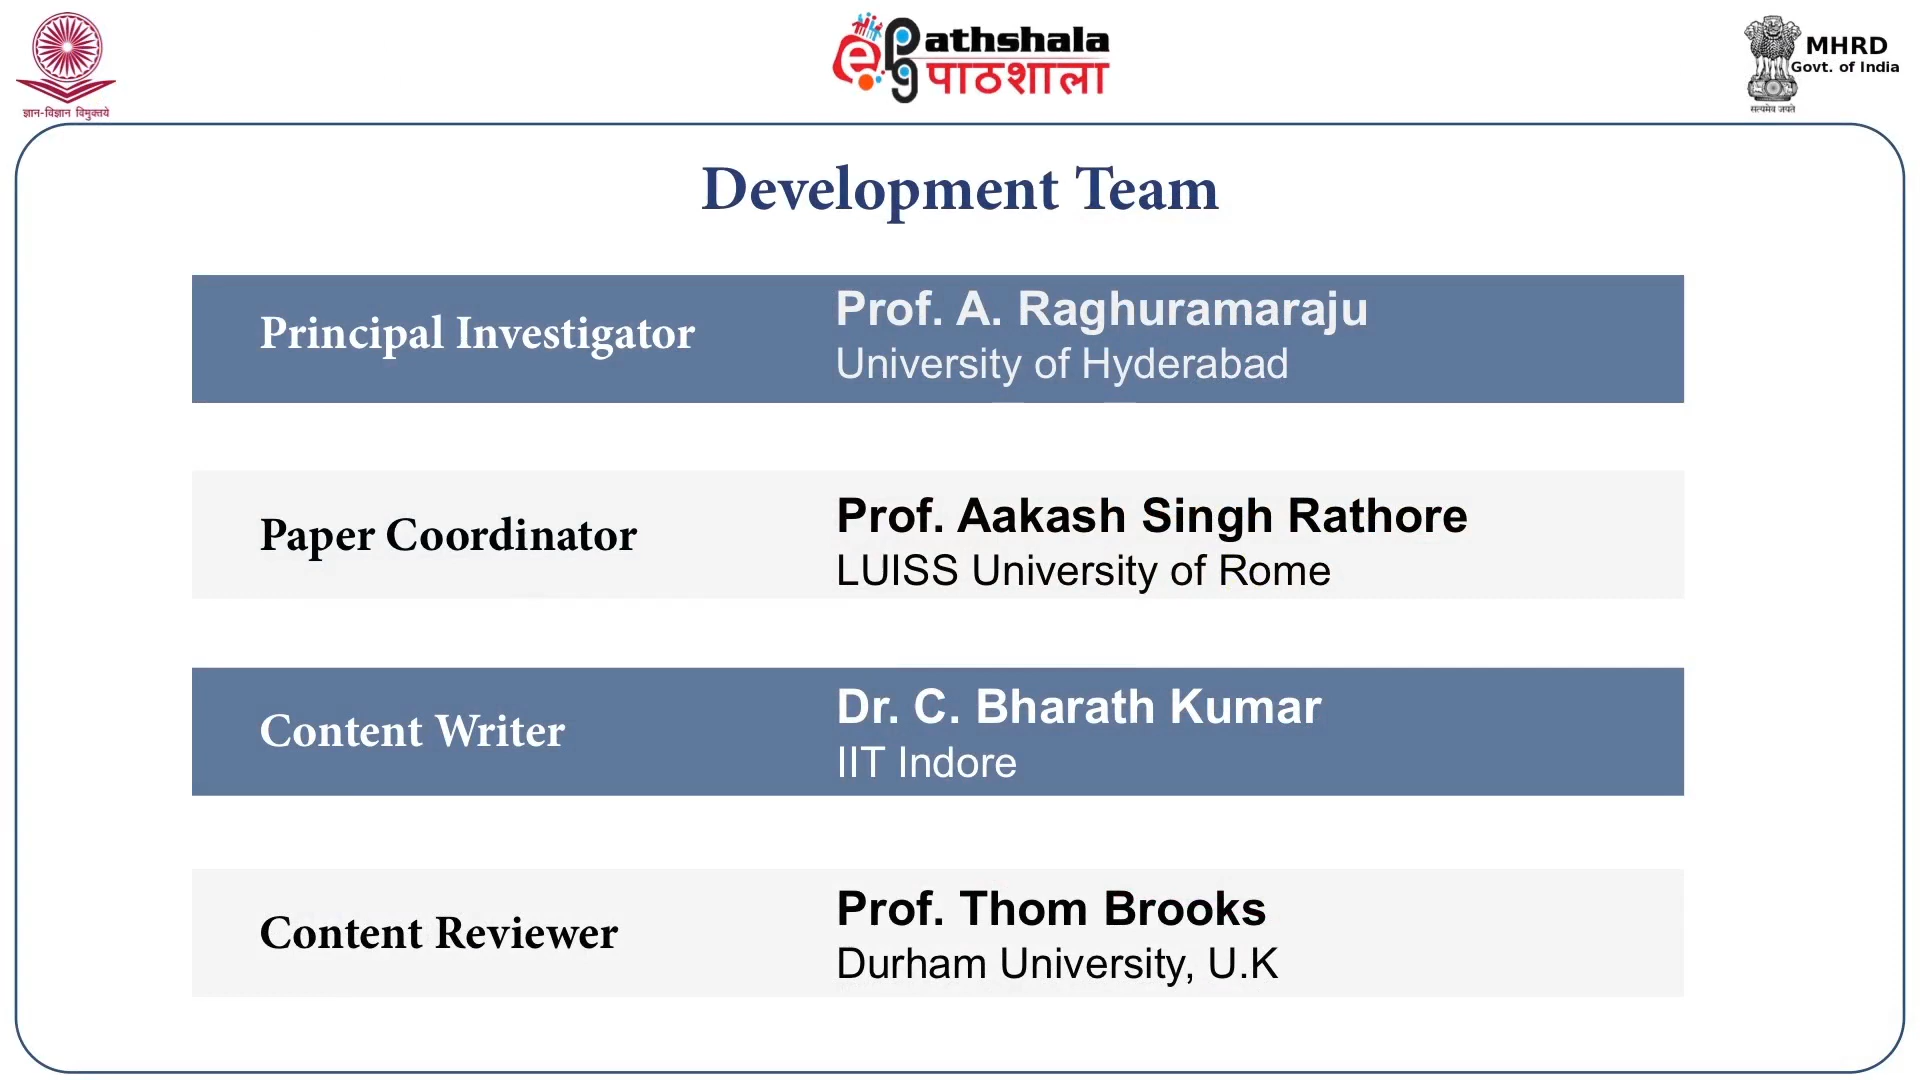 ज्ञान-विज्ञान विमुक्तये
e pg Pathshala
पाठशाला
MHRD
Govt. of India
सत्यमेव जयते
Development Team
Principal Investigator
Prof. A. Raghuramaraju
University of Hyderabad
Paper Coordinator
Prof. Aakash Singh Rathore
LUISS University of Rome
Content Writer
Dr. C. Bharath Kumar
IIT Indore
Content Reviewer
Prof. Thom Brooks
Durham University, U.K